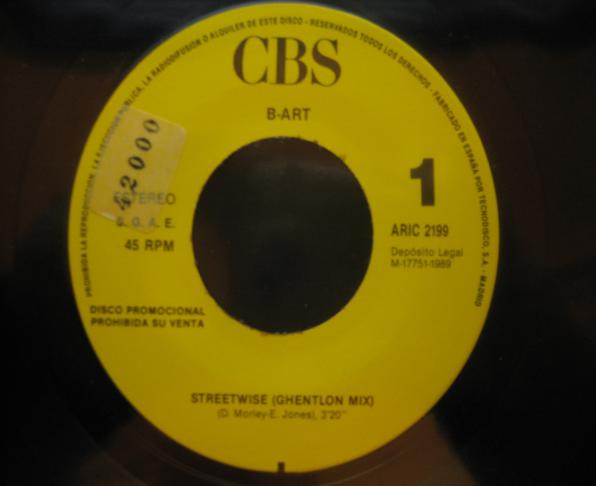 PROHIBIDA LA REPRODUCCION, LA EJECUCION PUBLICA, LA RADIODIFUSION O ALQUILER DE ESTE DISCO - RESERVADOS TODOS LOS DERECHOS - FABRICADO EN ESPAÑA POR TECNODISCO, S.A. - MADRID
CBS
B-ART
42000
ESTEREO
S. G. A. E.
45 RPM
1
ARIC 2199
Depósito Legal
M-17751-1989
DISCO PROMOCIONAL
PROHIBIDA SU VENTA
STREETWISE (GHENTLON MIX)
(D. Morley-E. Jones), 3'20"